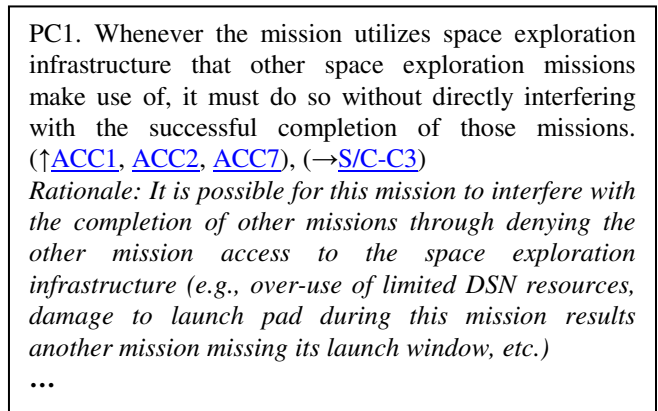 PC1. Whenever the mission utilizes space exploration
infrastructure that other space exploration missions
make use of, it must do so without directly interfering
with the successful completion of those missions.
(↑ACC1, ACC2, ACC7), (→S/C-C3)
Rationale: It is possible for this mission to interfere with
the completion of other missions through denying the
other mission access to the space exploration
infrastructure (e.g., over-use of limited DSN resources,
damage to launch pad during this mission results
another mission missing its launch window, etc.)
…